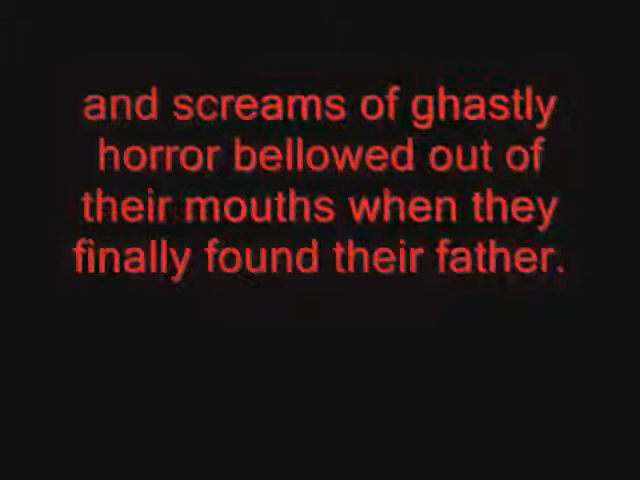 and screams of ghastly
horror bellowed out of
their mouths when they
finally found their father.